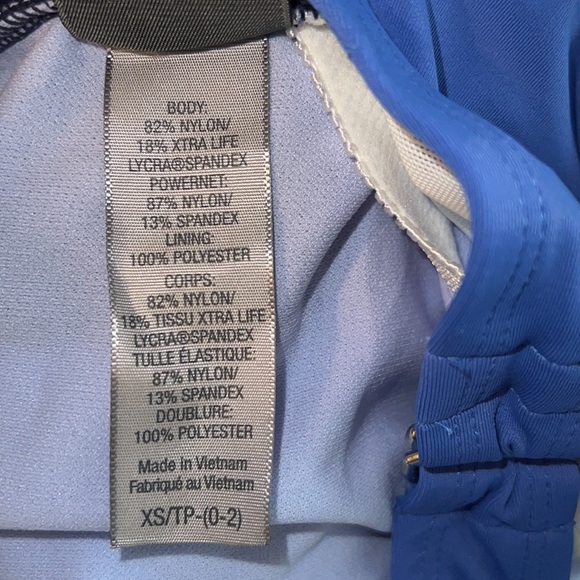 BODY:
82% NYLON/
18% XTRA LIFE
LYCRA®SPANDEX
POWERNET:
87% NYLON/
13% SPANDEX
LINING:
100% POLYESTER
CORPS:
82% NYLON/
18% TISSU XTRA LIFE
LYCRA®SPANDEX
TULLE ÉLASTIQUE:
87% NYLON/
13% SPANDEX
DOUBLURE:
100% POLYESTER
Made in Vietnam
Fabriqué au Vietnam
XS/TP-(0-2)